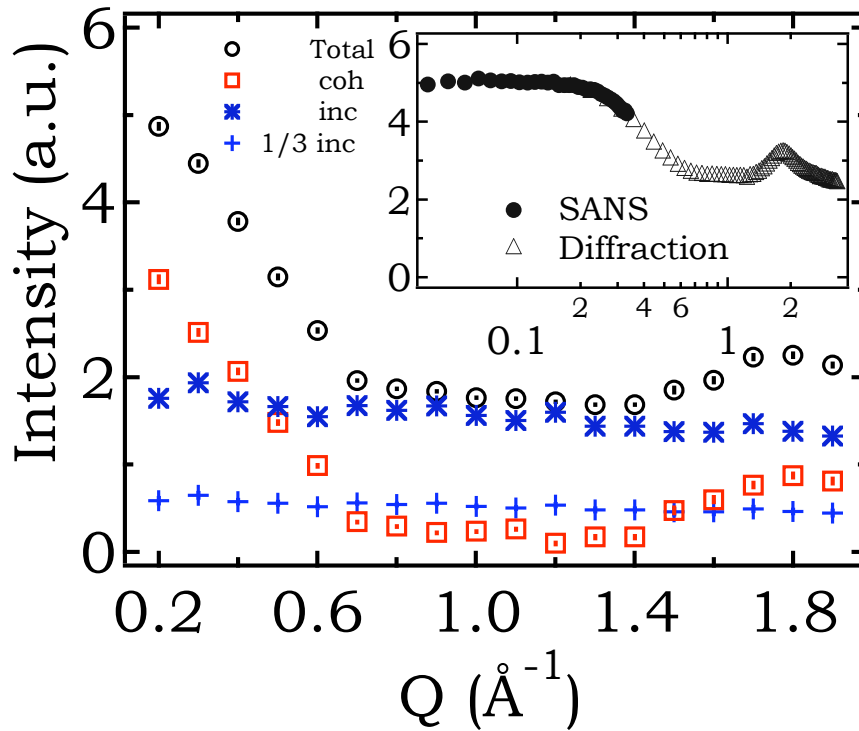 6
4
2
0
Intensity (a.u.)
0.2 0.6 1.0 1.4 1.8
Q (Å⁻¹)
Total
coh
inc
1/3 inc
6
4
2
0
SANS
Diffraction
2 4 6 2
0.1 1